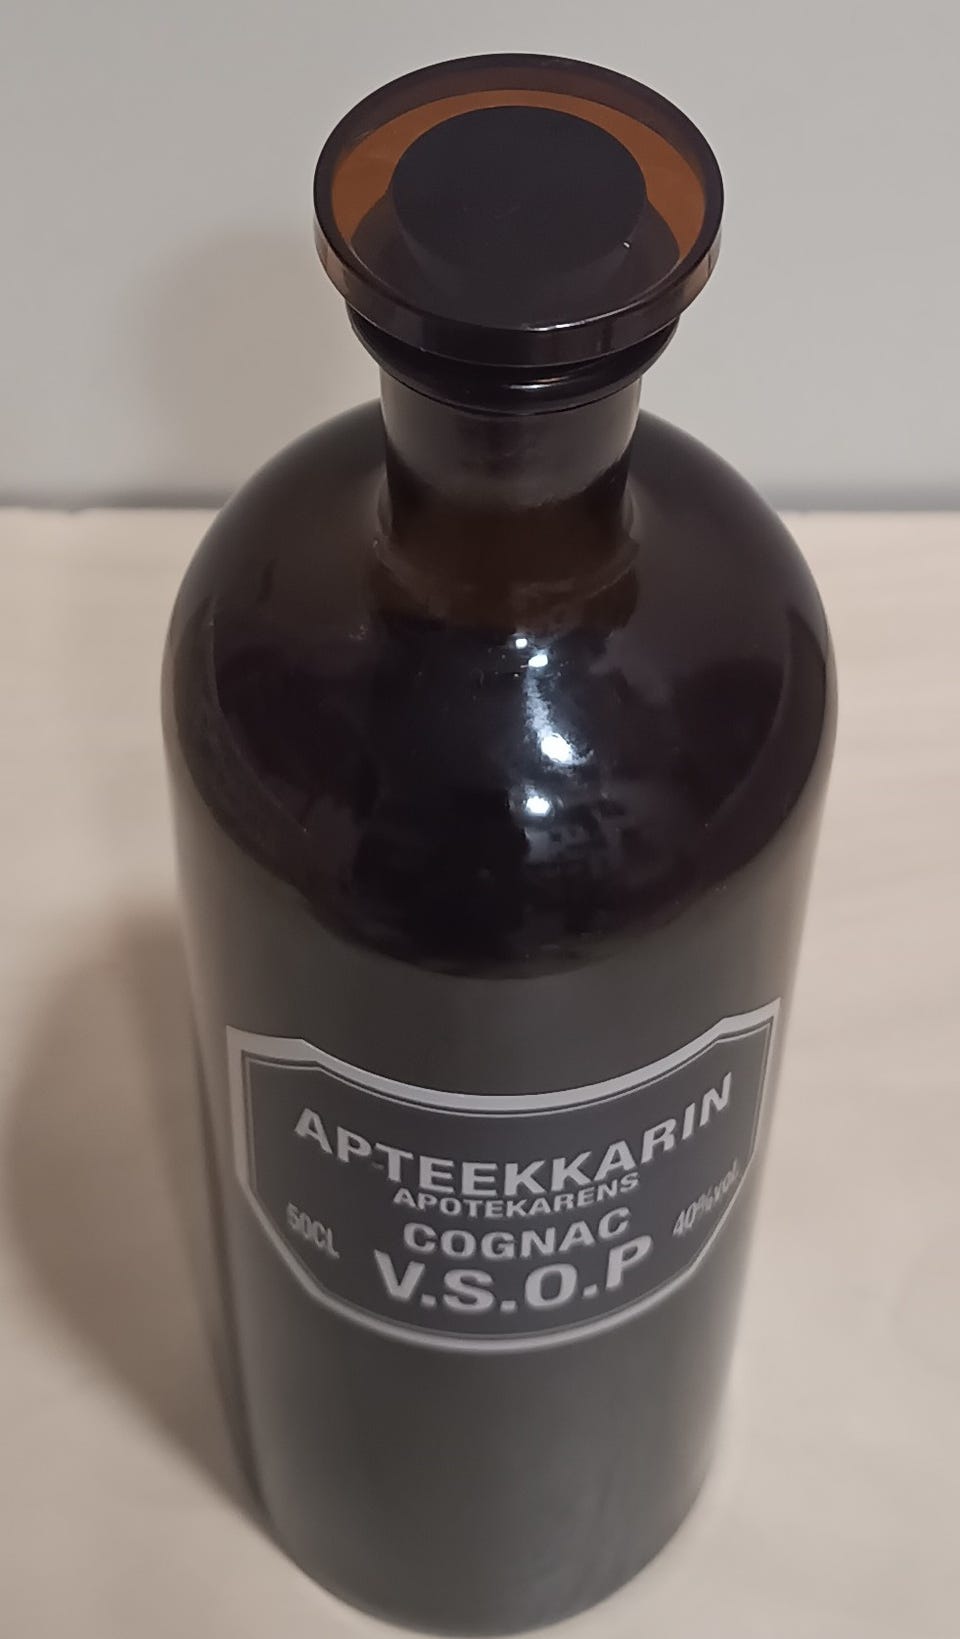 APTEEKKARIN
APOTEKARENS
50CL
COGNAC
40%vol.
V.S.O.P